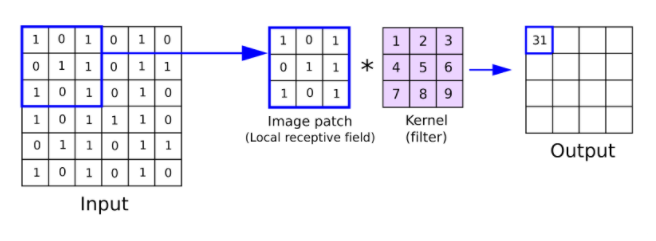 1 0 1 0 1 0
0 1 1 0 1 1
1 0 1 0 1 0
1 0 1 1 1 0
0 1 1 0 1 1
1 0 1 0 1 0
Input
1 0 1
0 1 1
1 0 1
Image patch
(Local receptive field)
*
1 2 3
4 5 6
7 8 9
Kernel
(filter)
31
Output